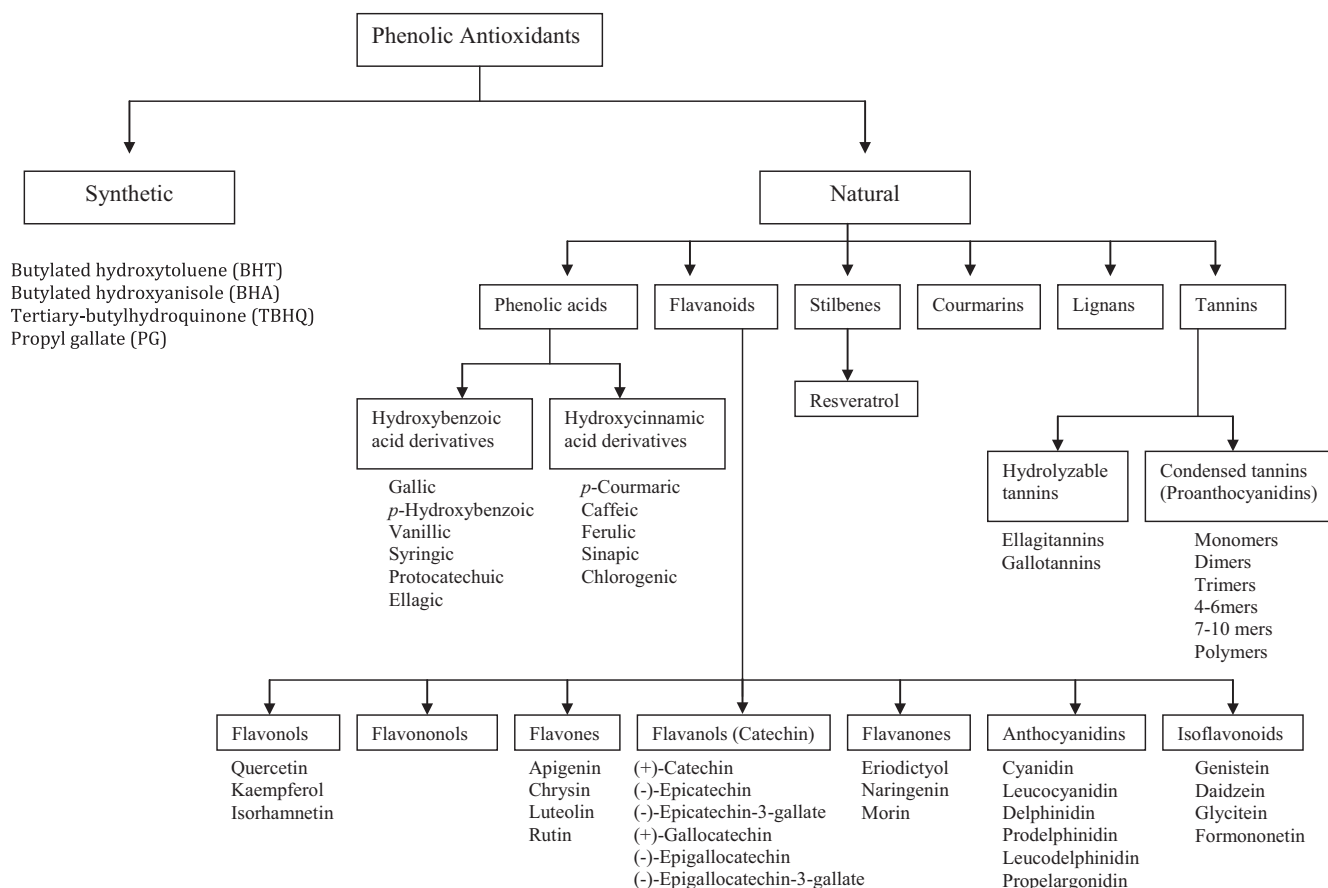 Phenolic Antioxidants
Synthetic
Natural
Butylated hydroxytoluene (BHT)
Butylated hydroxyanisole (BHA)
Tertiary-butylhydroquinone (TBHQ)
Propyl gallate (PG)
Phenolic acids
Flavanoids
Stilbenes
Courmarins
Lignans
Tannins
Resveratrol
Hydroxybenzoic
acid derivatives
Gallic
p-Hydroxybenzoic
Vanillic
Syringic
Protocatechuic
Ellagic
Hydroxycinnamic
acid derivatives
p-Courmaric
Caffeic
Ferulic
Sinapic
Chlorogenic
Hydrolyzable
tannins
Ellagitannins
Gallotannins
Condensed tannins
(Proanthocyanidins)
Monomers
Dimers
Trimers
4-6mers
7-10 mers
Polymers
Flavonols
Quercetin
Kaempferol
Isorhamnetin
Flavononols
Flavones
Apigenin
Chrysin
Luteolin
Rutin
Flavanols (Catechin)
(+)-Catechin
(-)-Epicatechin
(-)-Epicatechin-3-gallate
(+)-Gallocatechin
(-)-Epigallocatechin
(-)-Epigallocatechin-3-gallate
Flavanones
Eriodictyol
Naringenin
Morin
Anthocyanidins
Cyanidin
Leucocyanidin
Delphinidin
Prodelphinidin
Leucodelphinidin
Propelargonidin
Isoflavonoids
Genistein
Daidzein
Glycitein
Formononetin